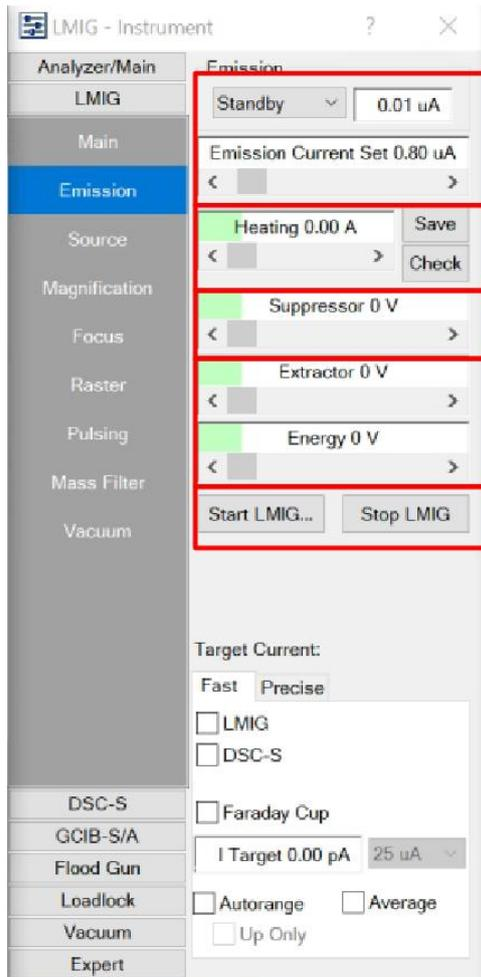 LMIG - Instrument ? ×
Analyzer/Main
LMIG
Main
Emission
Source
Magnification
Focus
Raster
Pulsing
Mass Filter
Vacuum
DSC-S
GCIB-S/A
Flood Gun
Loadlock
Vacuum
Expert
Emission
Standby 0.01 uA
Emission Current Set 0.80 uA
Heating 0.00 A Save
Check
Suppressor 0 V
Extractor 0 V
Energy 0 V
Start LMIG... Stop LMIG
Target Current:
Fast Precise
LMIG
DSC-S
Faraday Cup
I Target 0.00 pA 25 uA
Autorange Average
Up Only